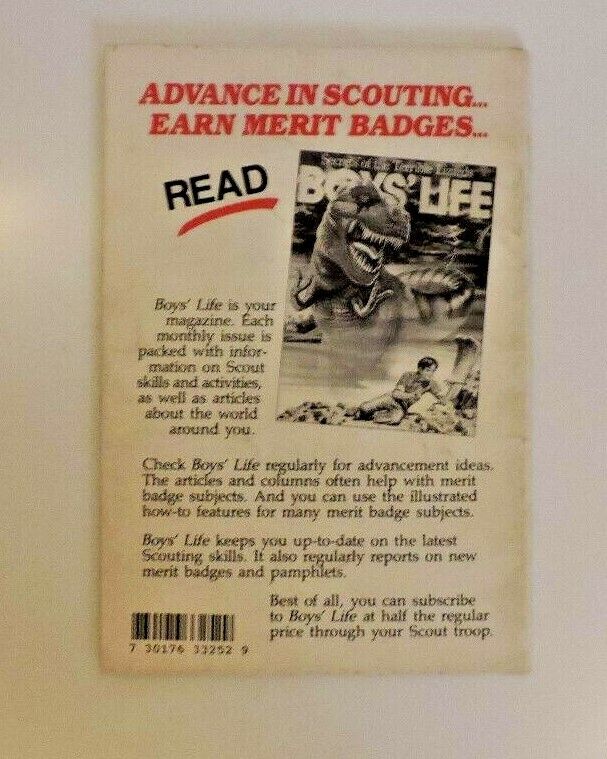 ADVANCE IN SCOUTING...
EARN MERIT BADGES...
READ
Secrets of the Terrible Lizards
BOYS' LIFE
Boys' Life is your
magazine. Each
monthly issue is
packed with infor-
mation on Scout
skills and activities,
as well as articles
about the world
around you.
Check Boys' Life regularly for advancement ideas.
The articles and columns often help with merit
badge subjects. And you can use the illustrated
how-to features for many merit badge subjects.
Boys' Life keeps you up-to-date on the latest
Scouting skills. It also regularly reports on new
merit badges and pamphlets.
Best of all, you can subscribe
to Boys' Life at half the regular
price through your Scout troop.
7 30176 33252 9